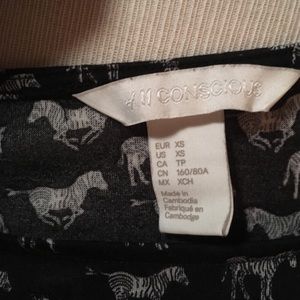 H&M CONSCIOUS
EUR XS
US XS
CA TP
CN 160/80A
MX XCH
Made in
Cambodia
Fabriqué en
Cambodge